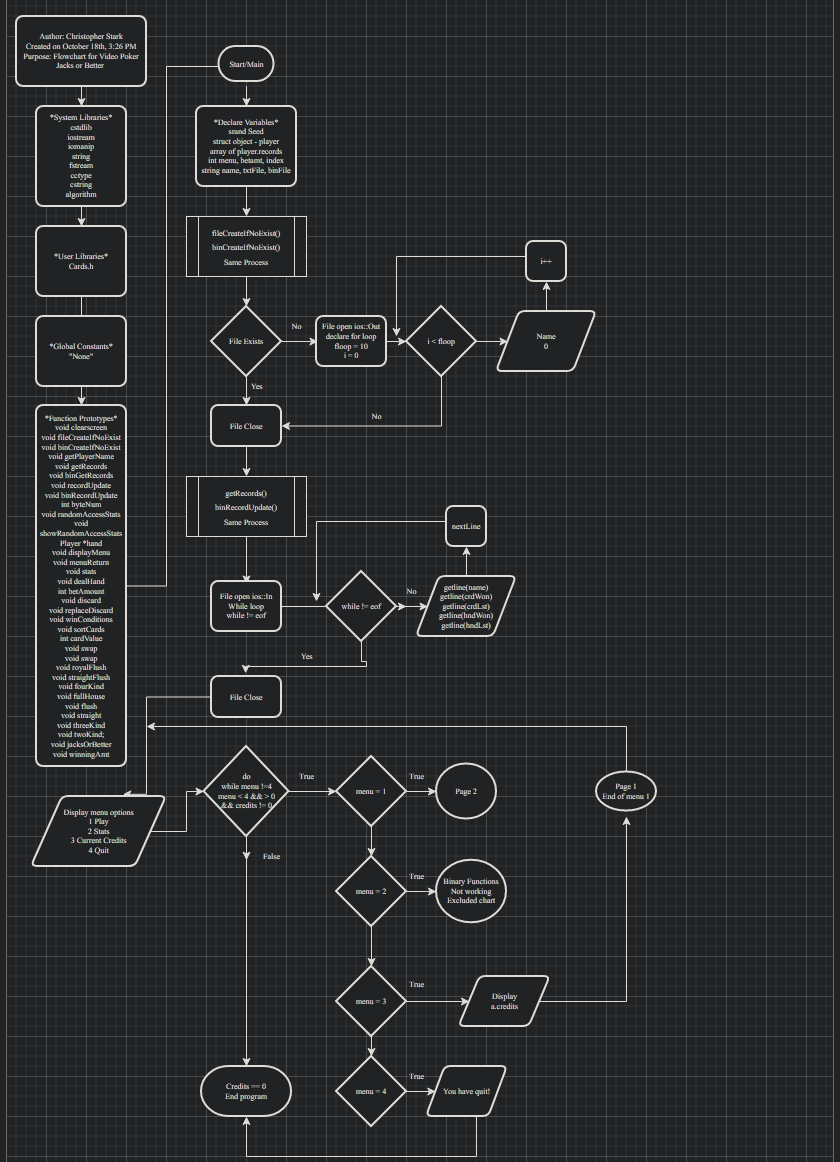 Author: Christopher Stark
Created on October 18th, 3:26 PM
Purpose: Flowchart for Video Poker
Jacks or Better
*System Libraries*
cstdlib
iostream
iomanip
string
fstream
cctype
cstring
algorithm
*User Libraries*
Cards.h
*Global Constants*
"None"
*Function Prototypes*
void clearscreen
void fileCreateIfNoExist
void binCreateIfNoExist
void getPlayerName
void getRecords
void binGetRecords
void recordUpdate
void binRecordUpdate
int byteNum
void randomAccessStats
void
showRandomAccessStats
Player *hand
void displayMenu
void menuReturn
void stats
void dealHand
int betAmount
void discard
void replaceDiscard
void winConditions
void sortCards
int cardValue
void swap
void swap
void royalFlush
void straightFlush
void fourKind
void fullHouse
void flush
void straight
void threeKind
void twoKind;
void jacksOrBetter
void winningAmt
Start/Main
*Declare Variables*
srand Seed
struct object - player
array of player.records
int menu, betamt, index
string name, txtFile, binFile
fileCreateIfNoExist()
binCreateIfNoExist()
Same Process
File Exists
No
File open ios::Out
declare for loop
floop = 10
i = 0
i < floop
Name
0
i++
Yes
No
File Close
getRecords()
binRecordUpdate()
Same Process
File open ios::In
While loop
while != eof
while != eof
No
getline(name)
getline(crdWon)
getline(crdLst)
getline(hndWon)
getline(hndLst)
nextLine
Yes
File Close
Display menu options
1 Play
2 Stats
3 Current Credits
4 Quit
do
while menu !=4
menu < 4 && > 0
&& credits != 0
True
menu = 1
True
Page 2
Page 1
End of menu 1
False
menu = 2
True
Binary Functions
Not working
Excluded chart
menu = 3
True
Display
a.credits
Credits == 0
End program
menu = 4
True
You have quit!